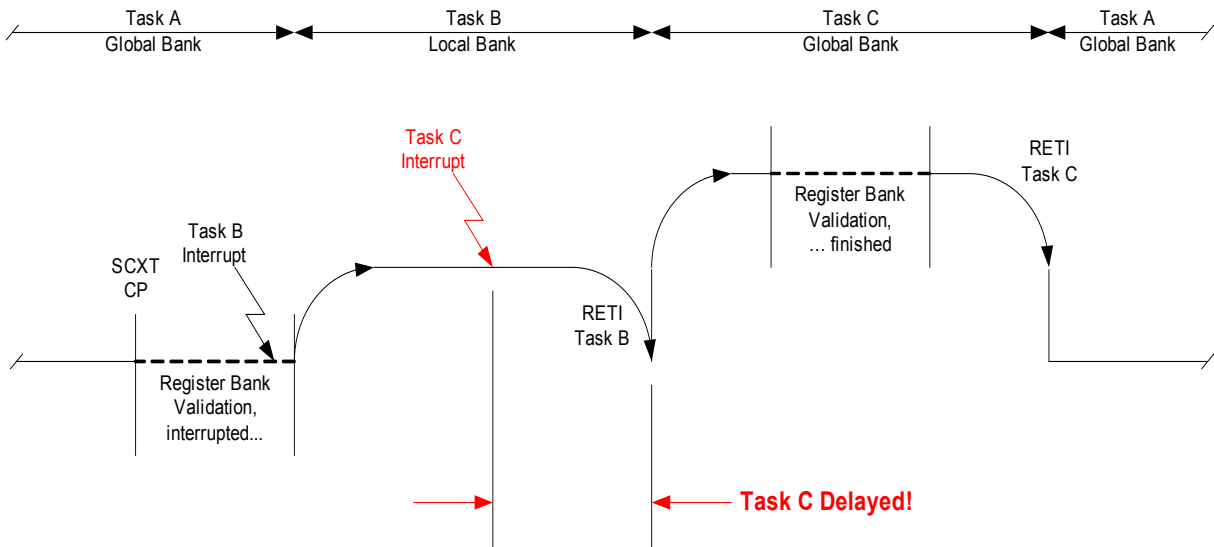 Task A
Global Bank
Task B
Local Bank
Task C
Global Bank
Task A
Global Bank
Task C
Interrupt
RETI
Task C
Register Bank
Validation,
... finished
Task B
Interrupt
SCXT
CP
RETI
Task B
Register Bank
Validation,
interrupted...
Task C Delayed!